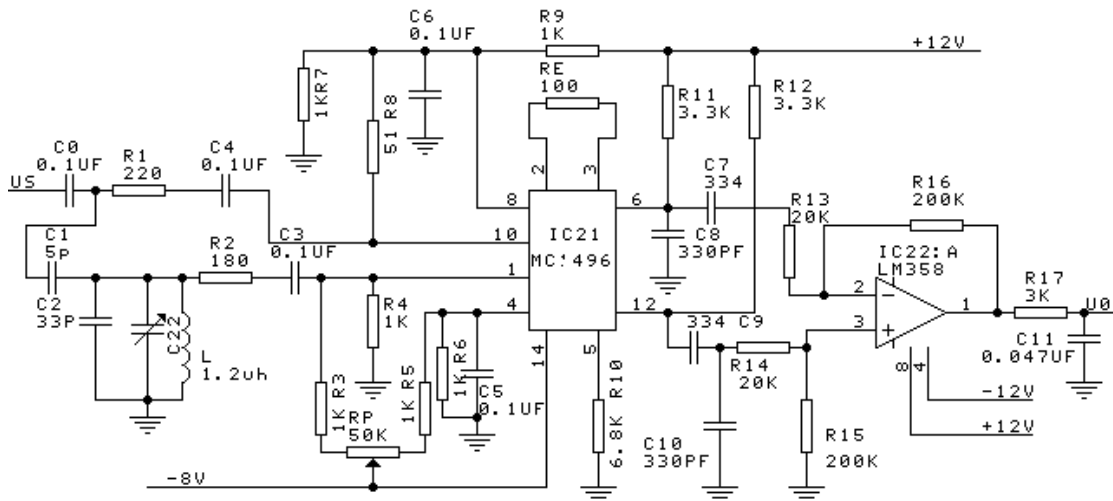 C6
0.1UF
R9
1K
+12V
RE
100
1KR7
51 R8
R11
3.3K
R12
3.3K
C0
0.1UF
US
R1
220
C4
0.1UF
2
3
8
10
1
4
14
5
6
12
IC21
MC1496
C7
334
R13
20K
R16
200K
C8
330PF
C1
5p
C2
33P
C22
L
1.2uh
R2
180
C3
0.1UF
R4
1K
1K R3
RP
50K
1K R5
1K R6
C5
0.1UF
-8V
6.8K R10
334 C9
R14
20K
C10
330PF
R15
200K
IC22:A
LM358
2
-
3
+
1
8
4
-12V
+12V
R17
3K
U0
C11
0.047UF